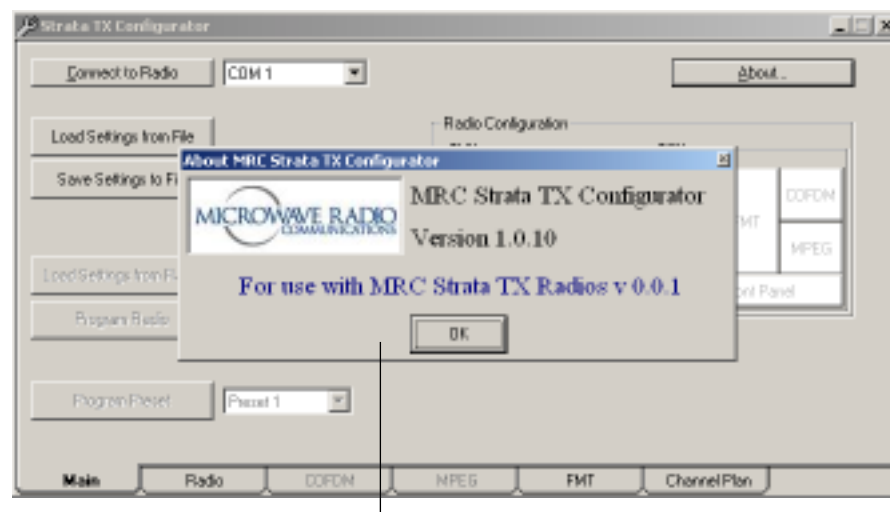 Strata TX Configurator
Connect to Radio
COM 1
About...
Load Settings from File
Radio Configuration
Save Settings to Fi
About MRC Strata TX Configurator
MICROWAVE RADIO
COMMUNICATIONS
MRC Strata TX Configurator
Version 1.0.10
For use with MRC Strata TX Radios v 0.0.1
OK
FMT
COFDM
MPEG
ont Panel
Load Settings from R
Program Radio
Program Preset
Preset 1
Main
Radio
COFDM
MPEG
FMT
Channel Plan